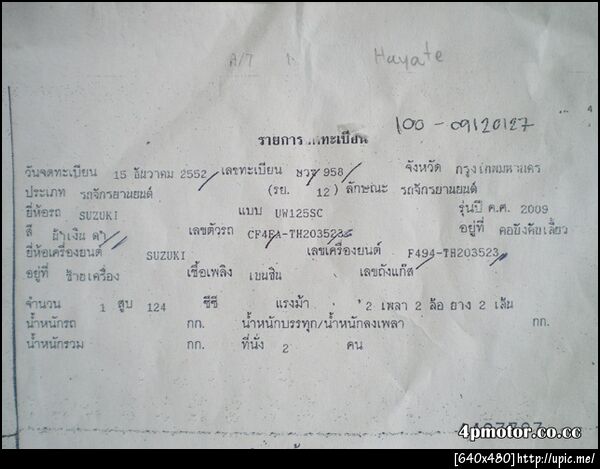 A/T 1 Hayate
100 - 09120127
รายการจดทะเบียน
วันจดทะเบียน 15 ธันวาคม 2552 เลขทะเบียน 958 จังหวัด กรุงเทพมหานคร
ประเภท รถจักรยานยนต์ (รย. 12) ลักษณะ รถจักรยานยนต์
ยี่ห้อรถ SUZUKI แบบ UW125SC รุ่นปี ค.ศ. 2009
สี น้ำเงิน ดำ เลขตัวรถ CF4FA-TH203523 อยู่ที่ คอบังคับเลี้ยว
ยี่ห้อเครื่องยนต์ SUZUKI เลขเครื่องยนต์ F494-TH203523
อยู่ที่ ซ้ายเครื่อง เชื้อเพลิง เบนซิน เลขถังแก๊ส
จำนวน 1 สูบ 124 ซีซี แรงม้า 2 เพลา 2 ล้อ ยาง 2 เส้น
น้ำหนักรถ กก. น้ำหนักบรรทุก/น้ำหนักลงเพลา กก.
น้ำหนักรวม กก. ที่นั่ง 2 คน
4pmotor.co.cc
[640x480]http://upic.me/